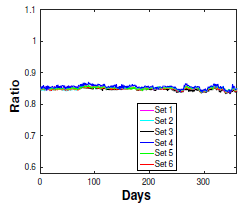 1.1
1
0.9
0.8
0.7
0.6
Ratio
Set 1
Set 2
Set 3
Set 4
Set 5
Set 6
0 100 200 300
Days